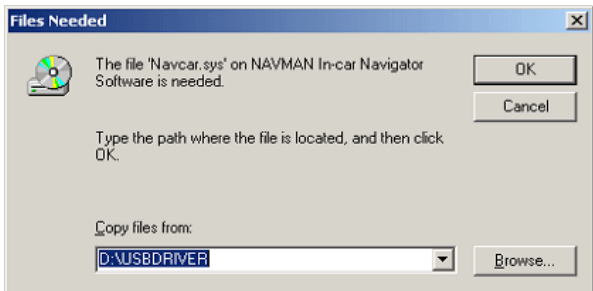 Files Needed
The file 'Navcar.sys' on NAVMAN In-car Navigator
Software is needed.
OK
Cancel
Type the path where the file is located, and then click
OK.
Copy files from:
D:\USBDRIVER
Browse...